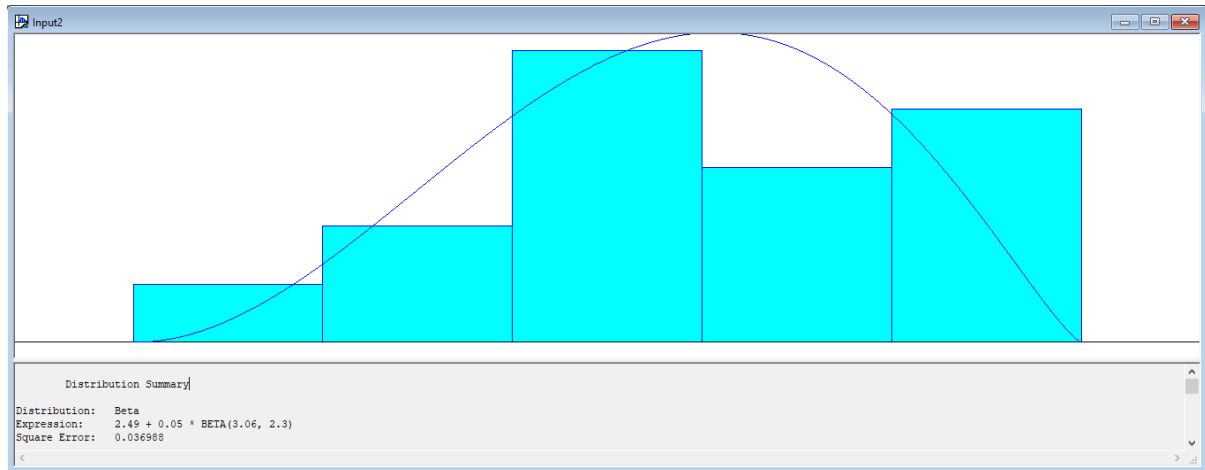 Input2
Distribution Summary
Distribution: Beta
Expression: 2.49 + 0.05 * BETA(3.06, 2.3)
Square Error: 0.036988